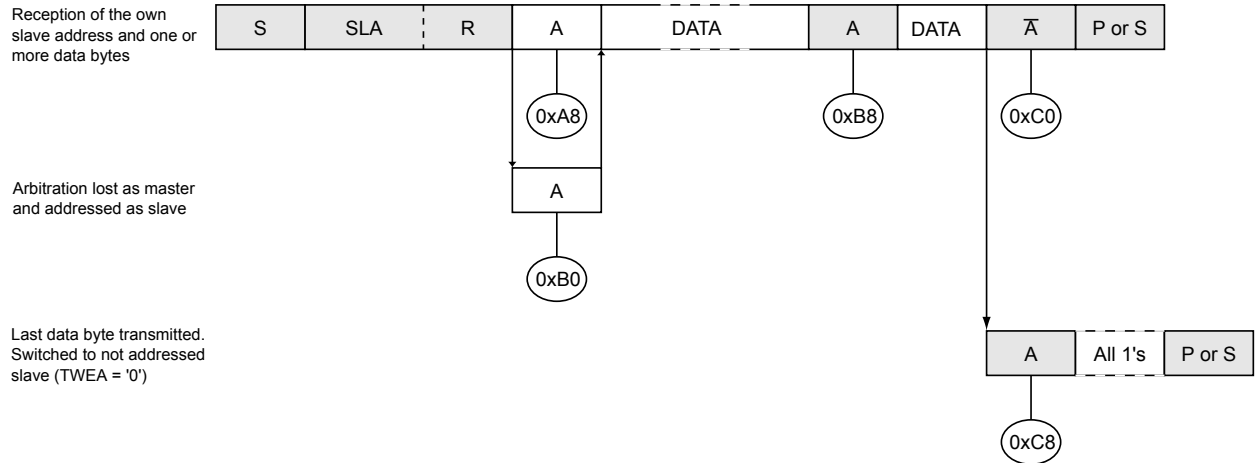 Reception of the own
slave address and one or
more data bytes
S SLA R A DATA A DATA A̅ P or S
0xA8 0xB8 0xC0
Arbitration lost as master
and addressed as slave
A
0xB0
Last data byte transmitted.
Switched to not addressed
slave (TWEA = '0')
A All 1's P or S
0xC8